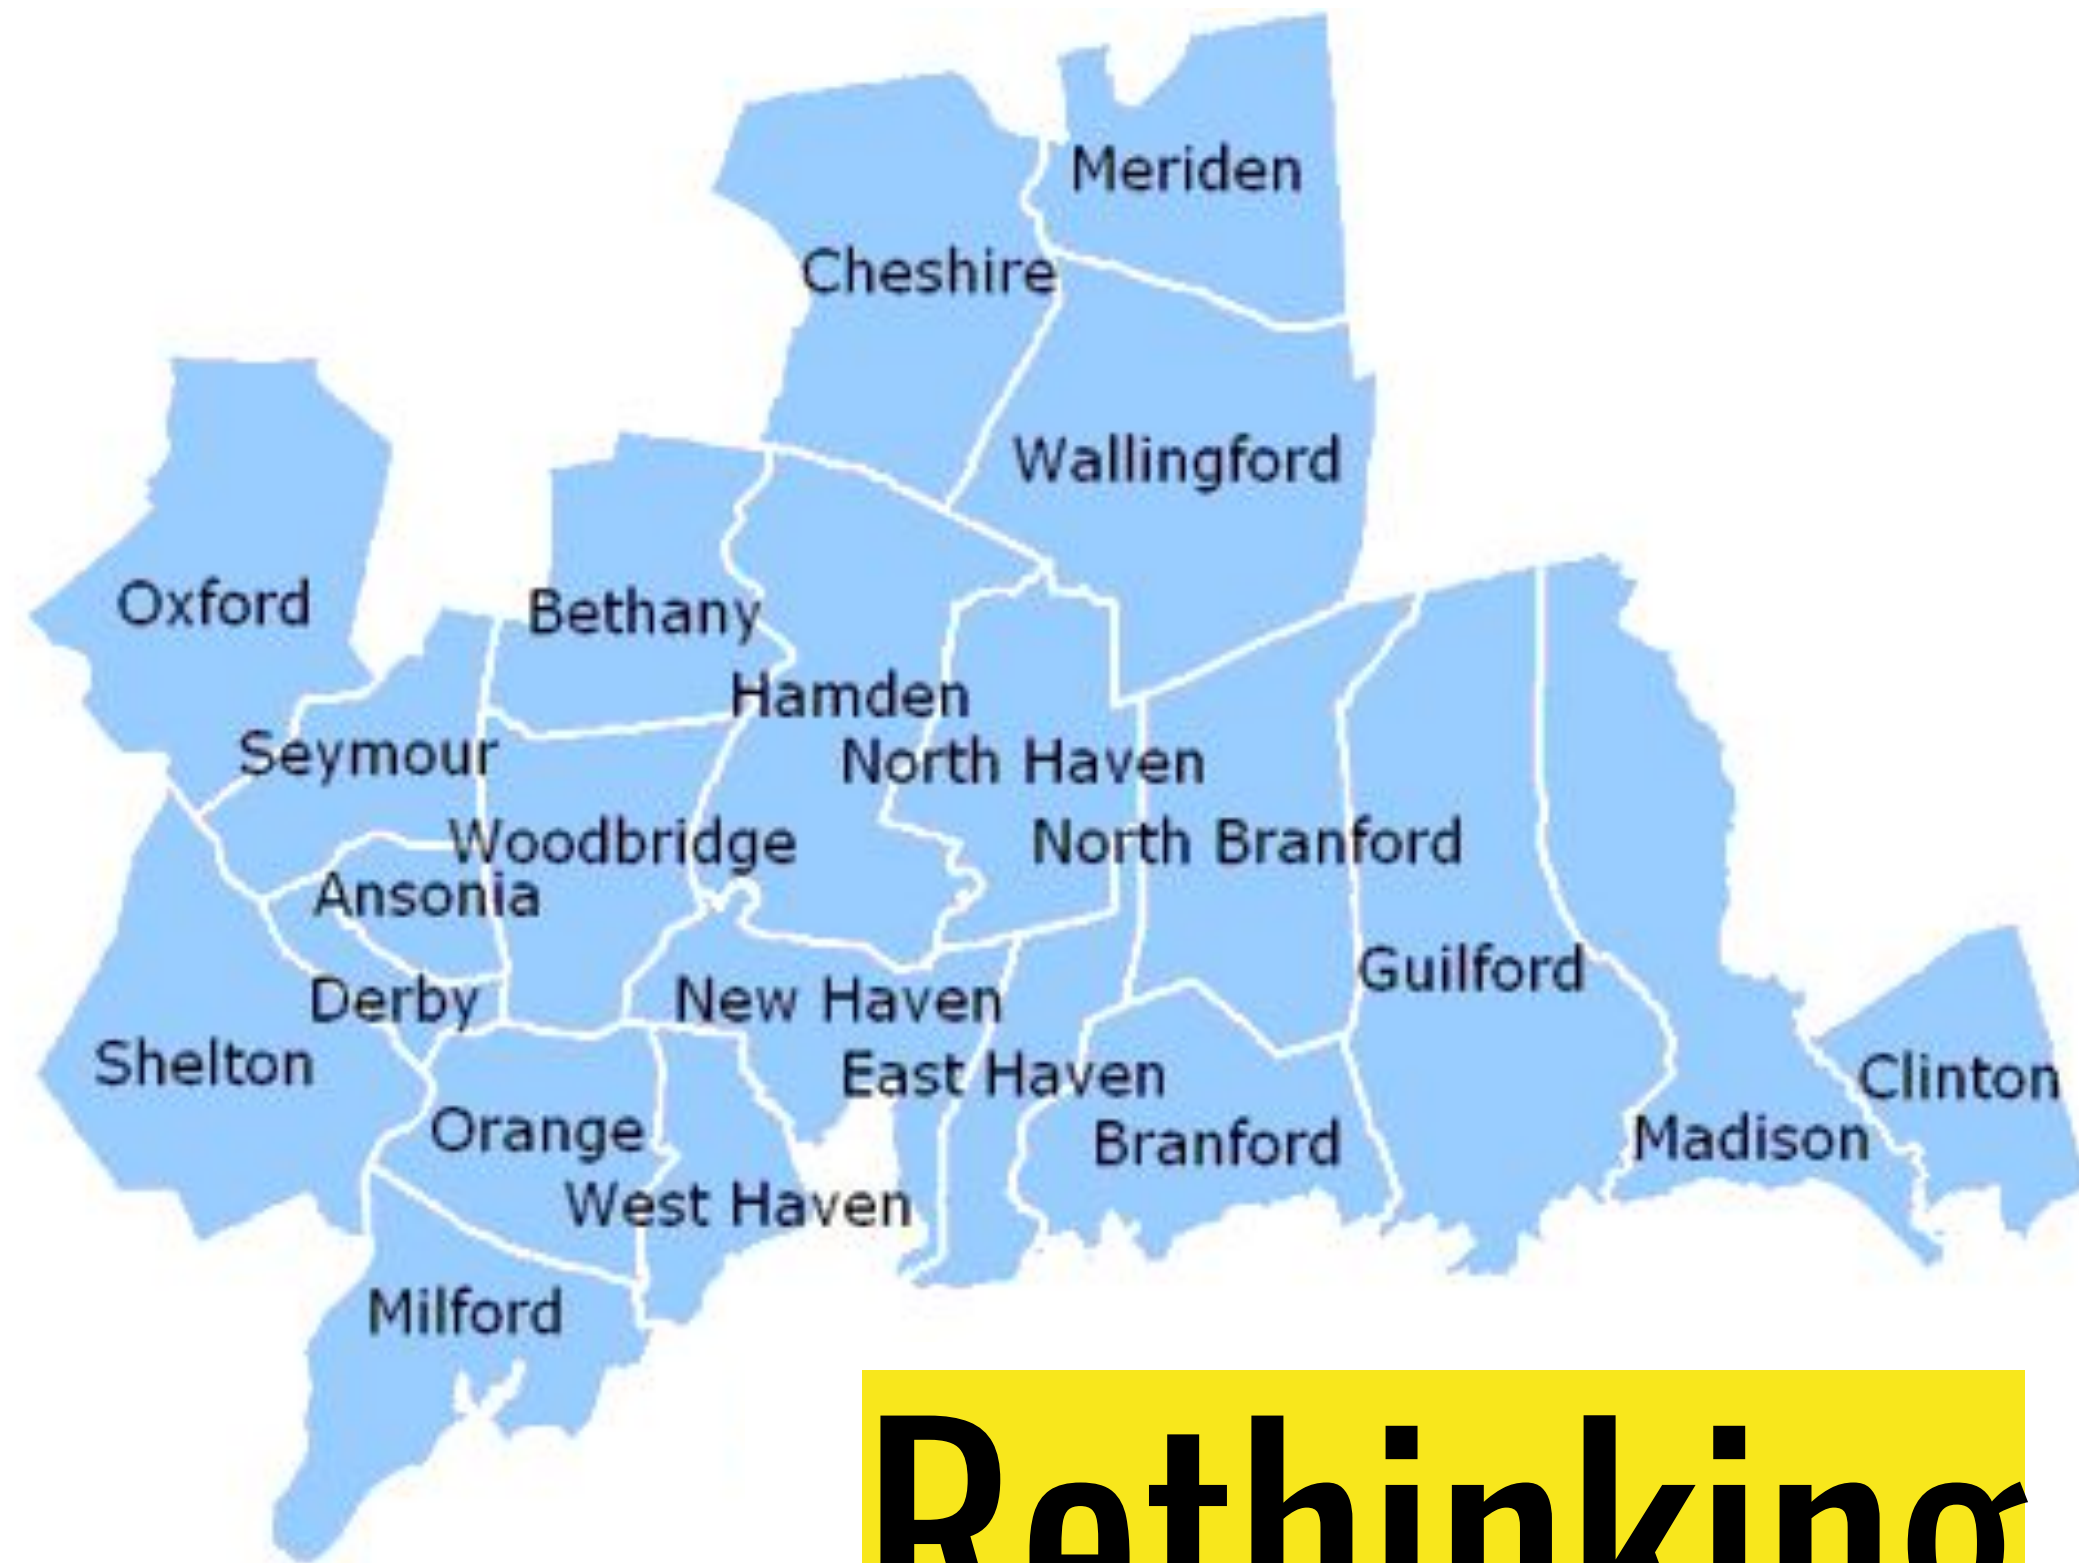 Meriden
Cheshire
Wallingford
Oxford
Bethany
Hamden
Seymour
North Haven
Woodbridge
North Branford
Ansonia
Guilford
Derby
New Haven
Shelton
East Haven
Clinton
Orange
Branford
Madison
West Haven
Milford
Rethinking